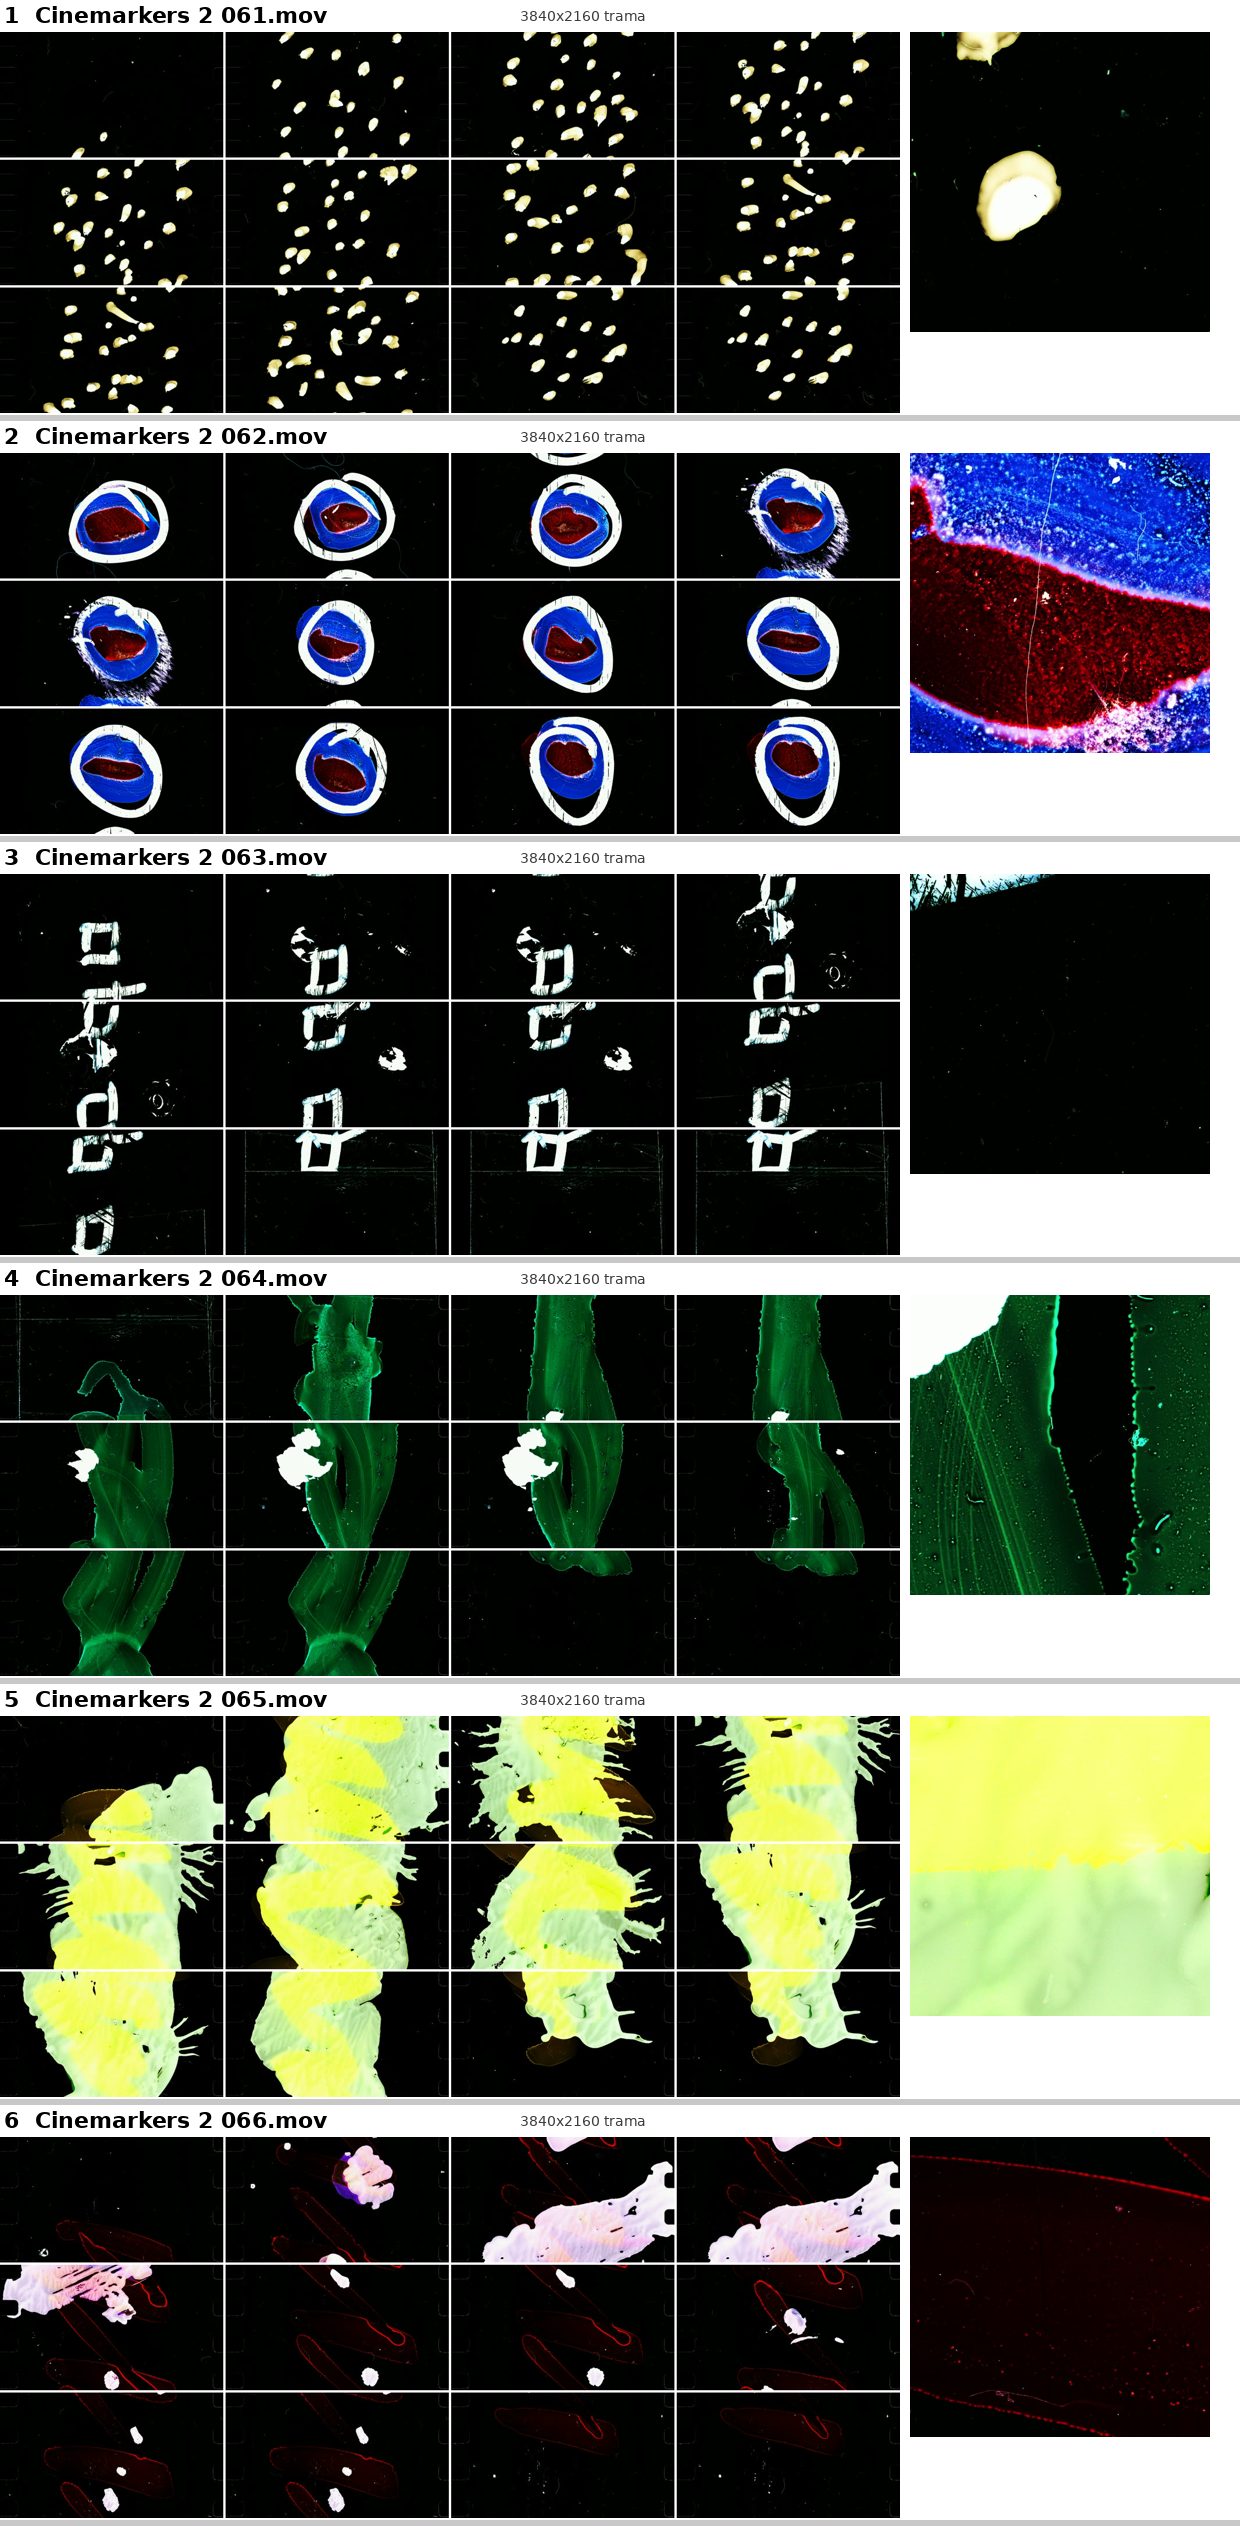 1 Cinemarkers 2 061.mov 3840x2160 trama
2 Cinemarkers 2 062.mov 3840x2160 trama
3 Cinemarkers 2 063.mov 3840x2160 trama
4 Cinemarkers 2 064.mov 3840x2160 trama
5 Cinemarkers 2 065.mov 3840x2160 trama
6 Cinemarkers 2 066.mov 3840x2160 trama